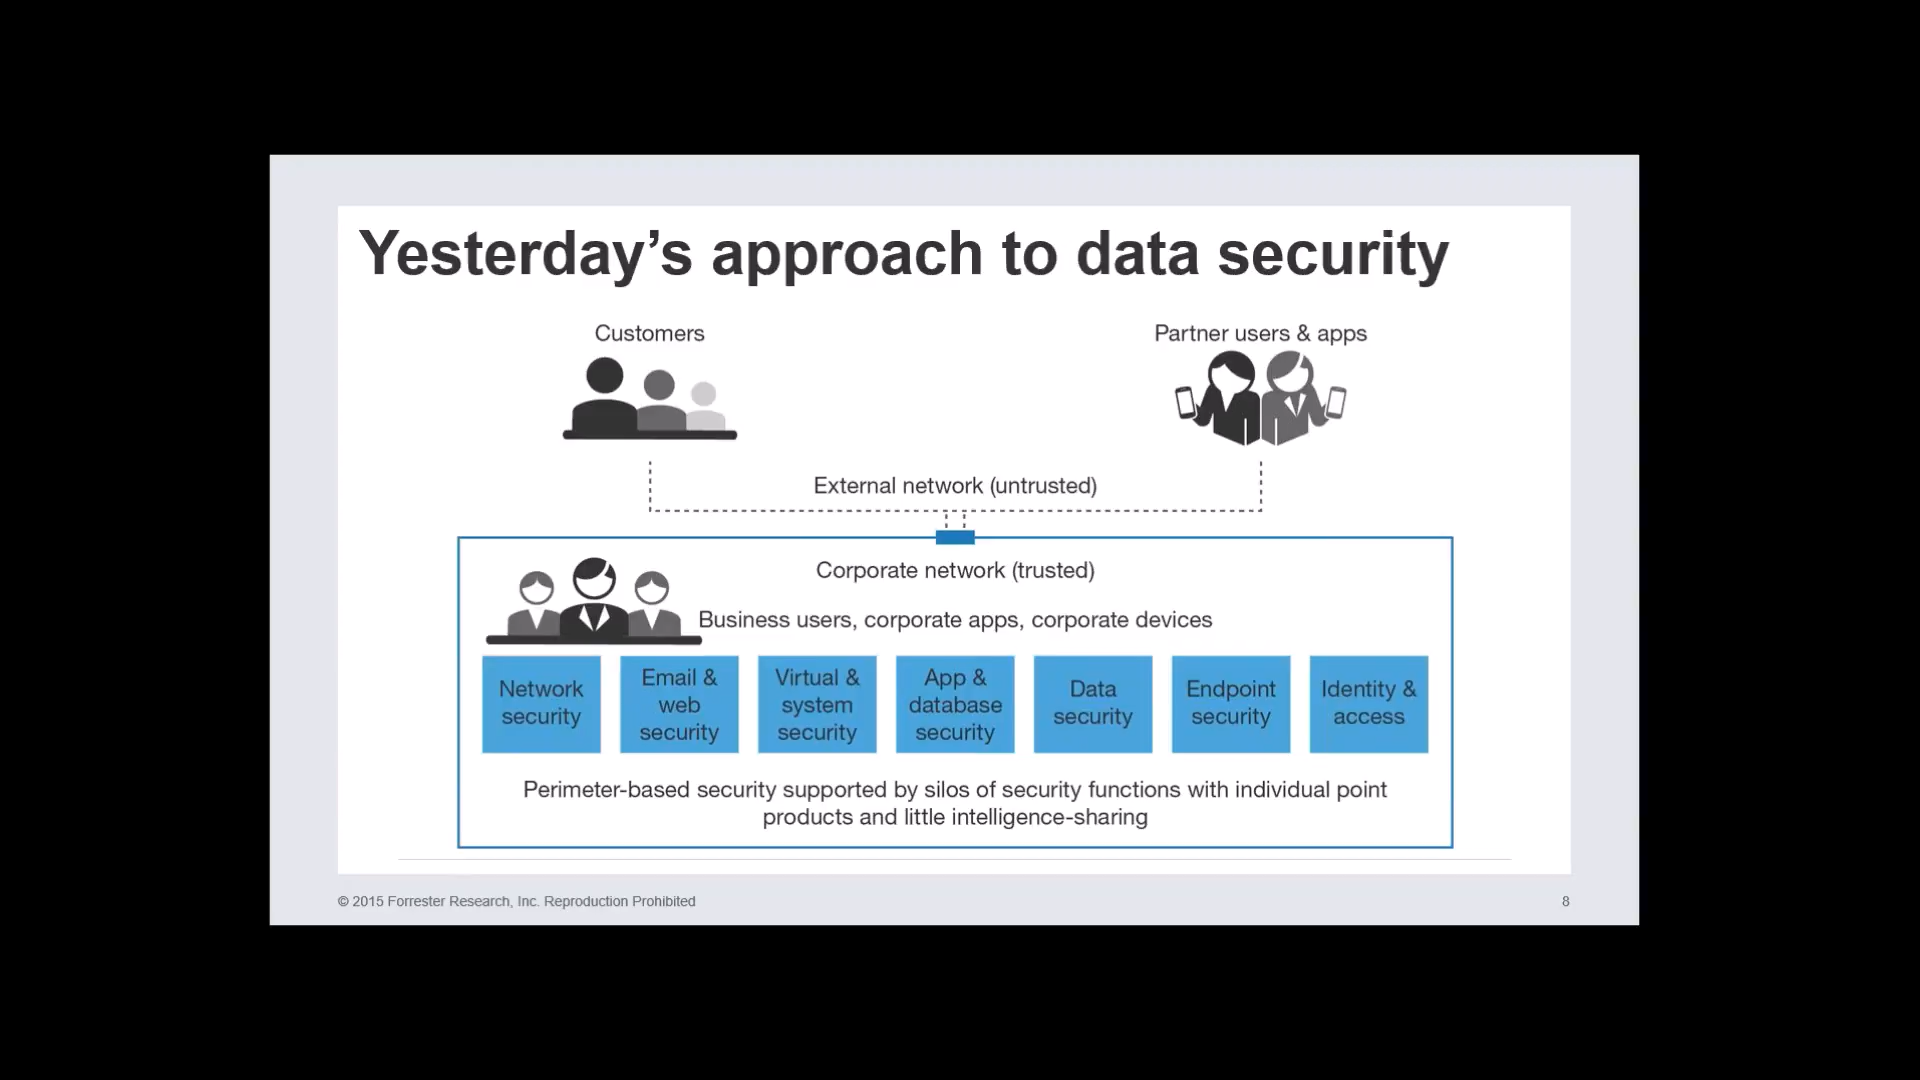 Yesterday’s approach to data security
Customers
Partner users & apps
External network (untrusted)
Corporate network (trusted)
Business users, corporate apps, corporate devices
Network
security
Email &
web
security
Virtual &
system
security
App &
database
security
Data
security
Endpoint
security
Identity &
access
Perimeter-based security supported by silos of security functions with individual point
products and little intelligence-sharing
© 2015 Forrester Research, Inc. Reproduction Prohibited
8